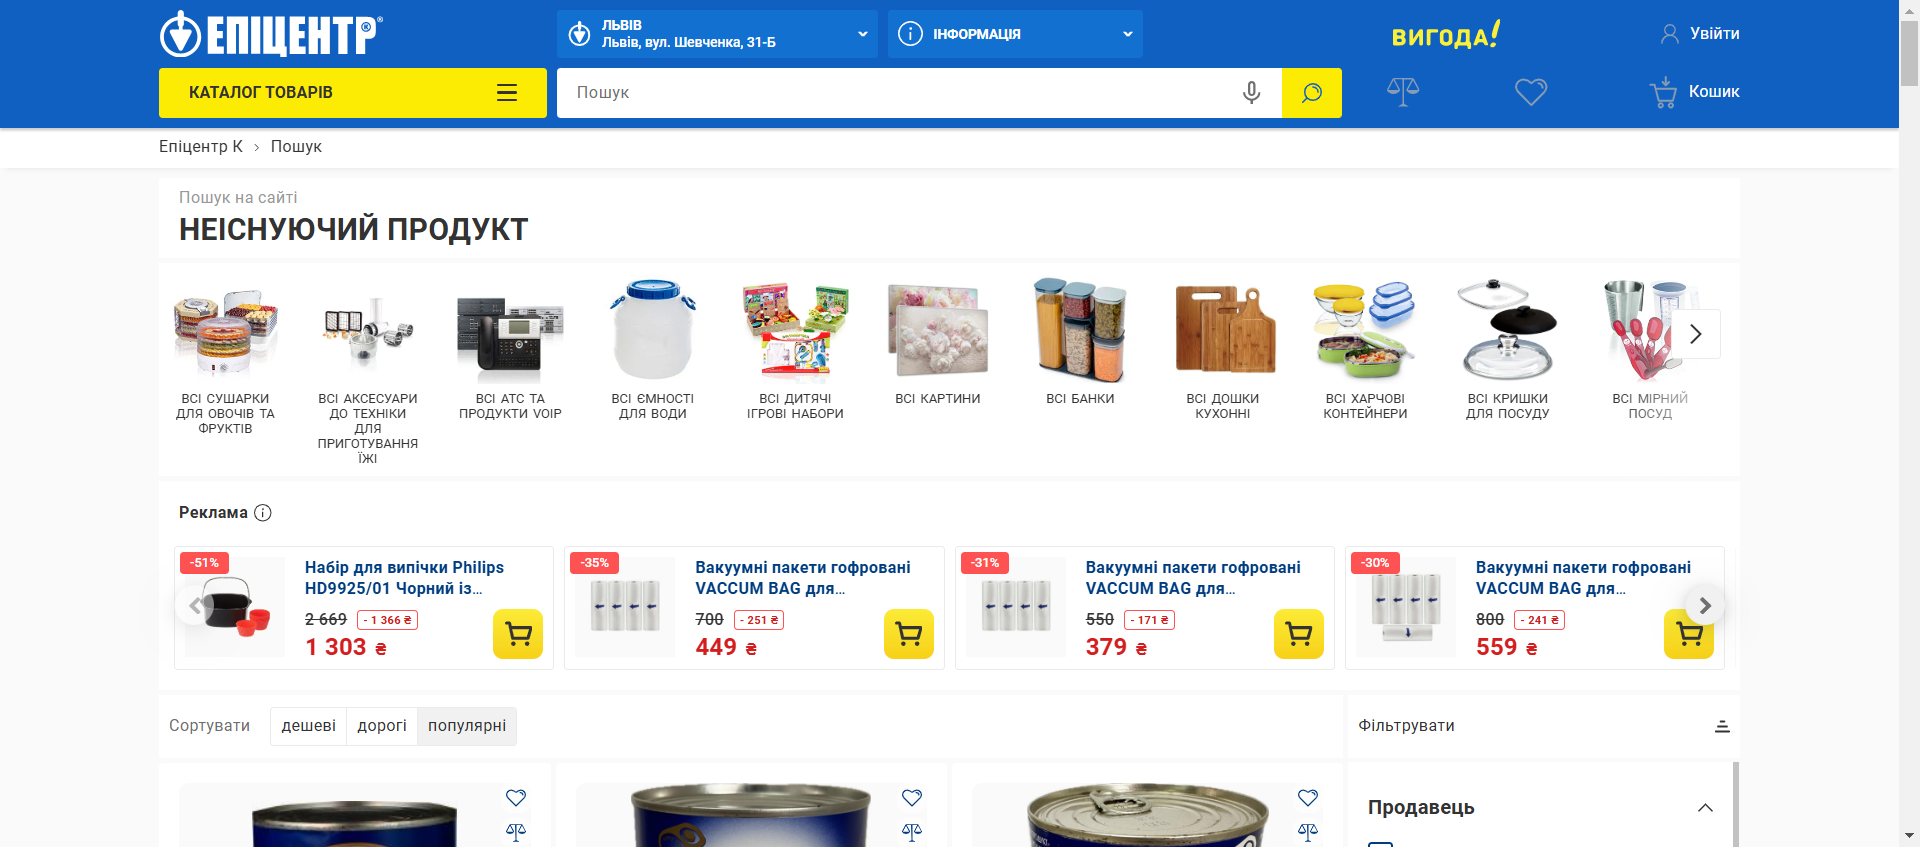 ЕПІЦЕНТР®
ЛЬВІВ
Львів, вул. Шевченка, 31-Б
ІНФОРМАЦІЯ
ВИГОДА!
Увійти
КАТАЛОГ ТОВАРІВ
Пошук
Кошик
Епіцентр К > Пошук
Пошук на сайті
НЕІСНУЮЧИЙ ПРОДУКТ
ВСІ СУШАРКИ
ДЛЯ ОВОЧІВ ТА
ФРУКТІВ
ВСІ АКСЕСУАРИ
ДО ТЕХНІКИ
ДЛЯ
ПРИГОТУВАННЯ
ЇЖІ
ВСІ АТС ТА
ПРОДУКТИ VOIP
ВСІ ЄМНОСТІ
ДЛЯ ВОДИ
ВСІ ДИТЯЧІ
ІГРОВІ НАБОРИ
ВСІ КАРТИНИ
ВСІ БАНКИ
ВСІ ДОШКИ
КУХОННІ
ВСІ ХАРЧОВІ
КОНТЕЙНЕРИ
ВСІ КРИШКИ
ДЛЯ ПОСУДУ
ВСІ МІРНИЙ
ПОСУД
Реклама
-51%
Набір для випічки Philips
HD9925/01 Чорний із...
2 669 - 1 366 ₴
1 303 ₴
-35%
Вакуумні пакети гофровані
VACCUM BAG для...
700 - 251 ₴
449 ₴
-31%
Вакуумні пакети гофровані
VACCUM BAG для...
550 - 171 ₴
379 ₴
-30%
Вакуумні пакети гофровані
VACCUM BAG для...
800 - 241 ₴
559 ₴
Сортувати дешеві дорогі популярні
Фільтрувати
Продавець